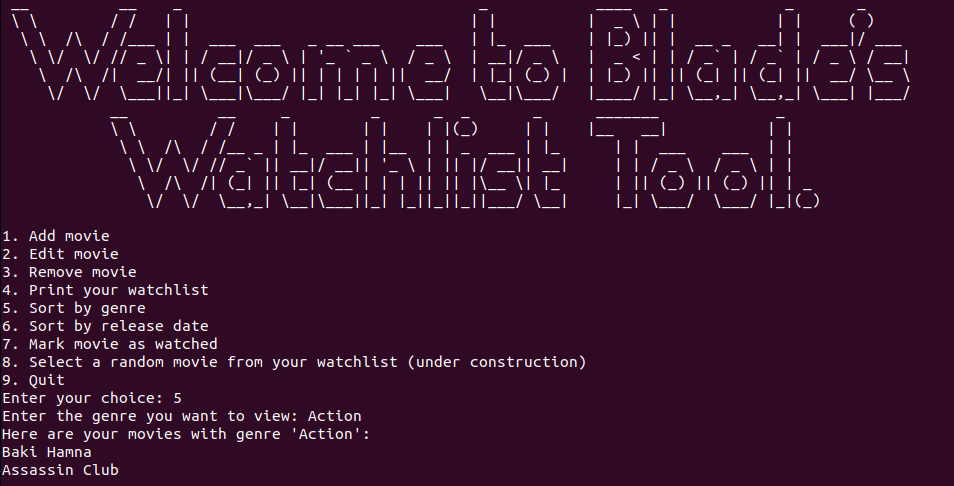 Welcome to Blade's
Watchlist Tool.
1. Add movie
2. Edit movie
3. Remove movie
4. Print your watchlist
5. Sort by genre
6. Sort by release date
7. Mark movie as watched
8. Select a random movie from your watchlist (under construction)
9. Quit
Enter your choice: 5
Enter the genre you want to view: Action
Here are your movies with genre 'Action':
Baki Hamna
Assassin Club